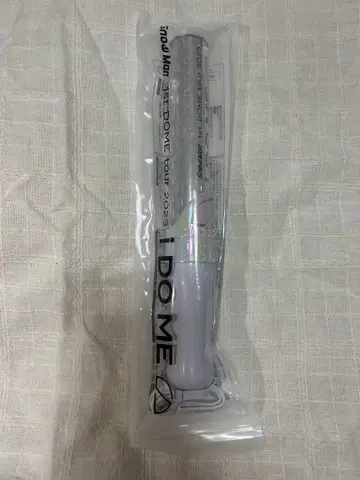 Snow Man 1st DOME tour 2023
i DO ME